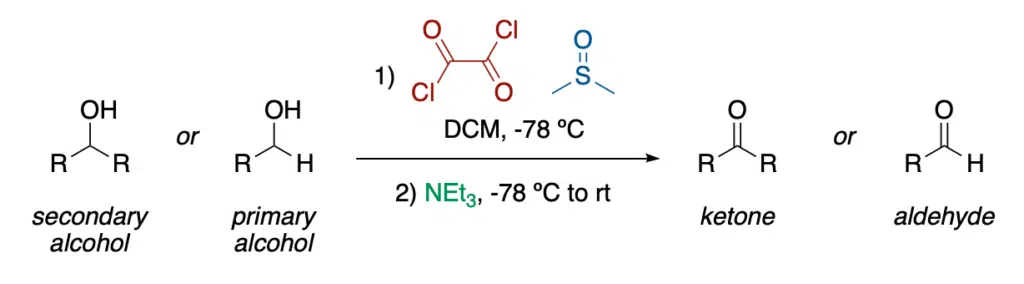 OH
R
R
secondary
alcohol
or
OH
R
H
primary
alcohol
1)
O
Cl
Cl
O
O
S
DCM, -78 ºC
2) NEt₃, -78 ºC to rt
O
R
R
ketone
or
O
R
H
aldehyde